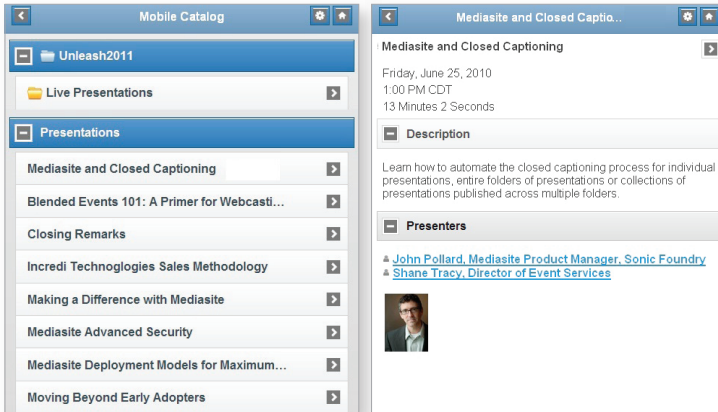 Mobile Catalog
Unleash2011
Live Presentations
Presentations
Mediasite and Closed Captioning
Blended Events 101: A Primer for Webcasti...
Closing Remarks
Incredi Technoglogies Sales Methodology
Making a Difference with Mediasite
Mediasite Advanced Security
Mediasite Deployment Models for Maximum...
Moving Beyond Early Adopters
Mediasite and Closed Captio...
Mediasite and Closed Captioning
Friday, June 25, 2010
1:00 PM CDT
13 Minutes 2 Seconds
Description
Learn how to automate the closed captioning process for individual
presentations, entire folders of presentations or collections of
presentations published across multiple folders.
Presenters
John Pollard, Mediasite Product Manager, Sonic Foundry
Shane Tracy, Director of Event Services